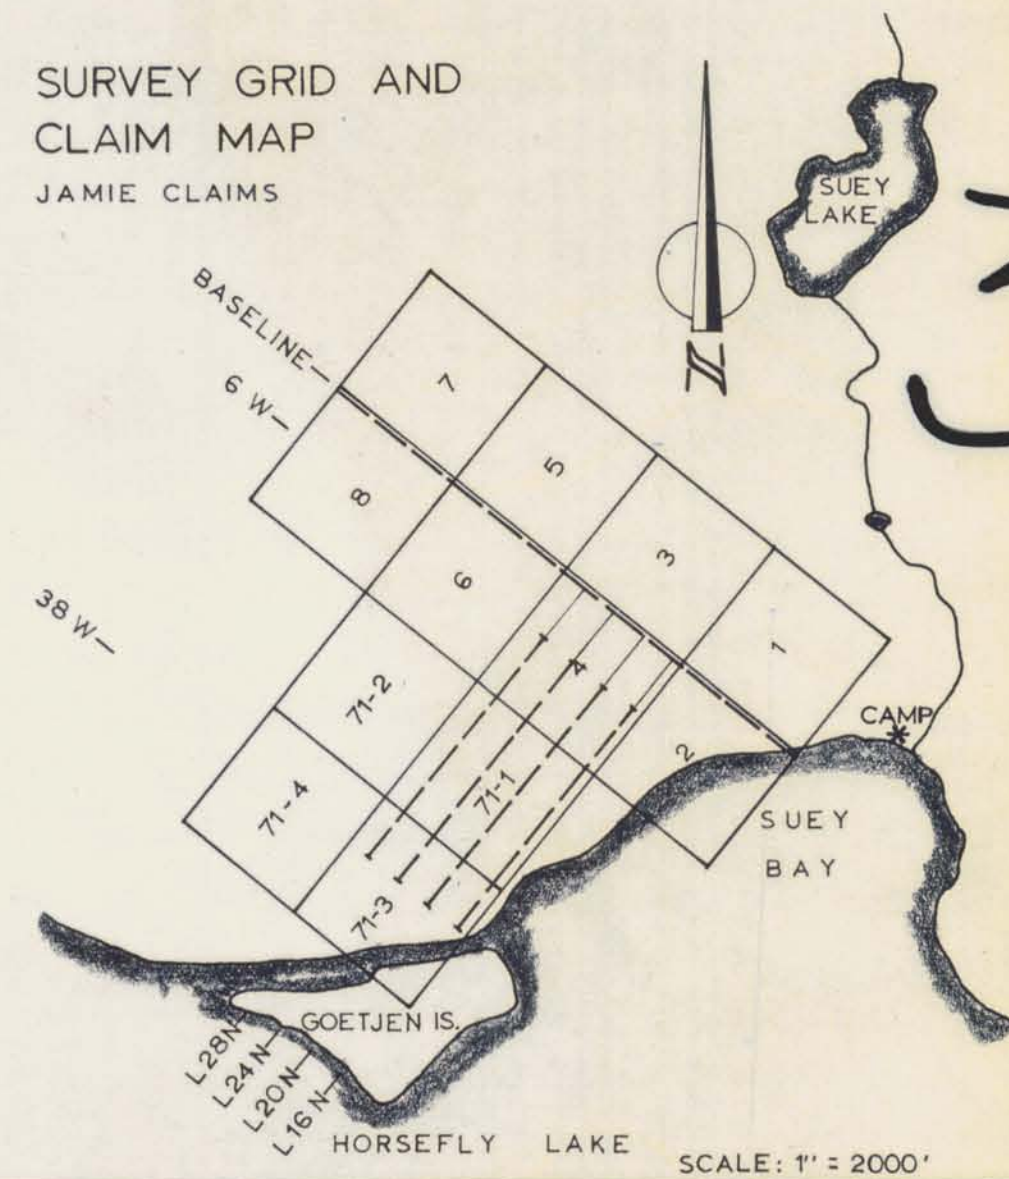 SURVEY GRID AND
CLAIM MAP
JAMIE CLAIMS
SUEY
LAKE
BASELINE
6 W
38 W
N
7
5
3
1
8
6
4
2
71-2
71-1
71-4
71-3
CAMP
SUEY
BAY
GOETJEN IS.
L28N
L24N
L20N
L16N
HORSEFLY LAKE
SCALE: 1" = 2000'